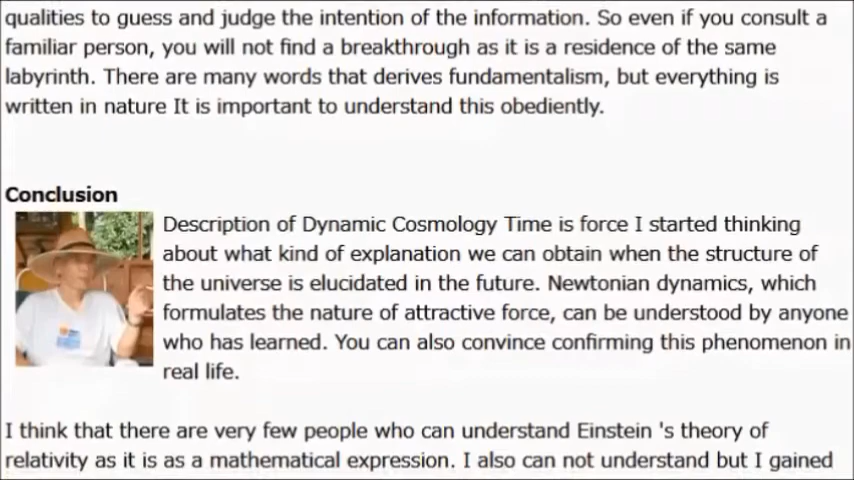 qualities to guess and judge the intention of the information. So even if you consult a
familiar person, you will not find a breakthrough as it is a residence of the same
labyrinth. There are many words that derives fundamentalism, but everything is
written in nature It is important to understand this obediently.
Conclusion
Description of Dynamic Cosmology Time is force I started thinking
about what kind of explanation we can obtain when the structure of
the universe is elucidated in the future. Newtonian dynamics, which
formulates the nature of attractive force, can be understood by anyone
who has learned. You can also convince confirming this phenomenon in
real life.
I think that there are very few people who can understand Einstein 's theory of
relativity as it is as a mathematical expression. I also can not understand but I gained